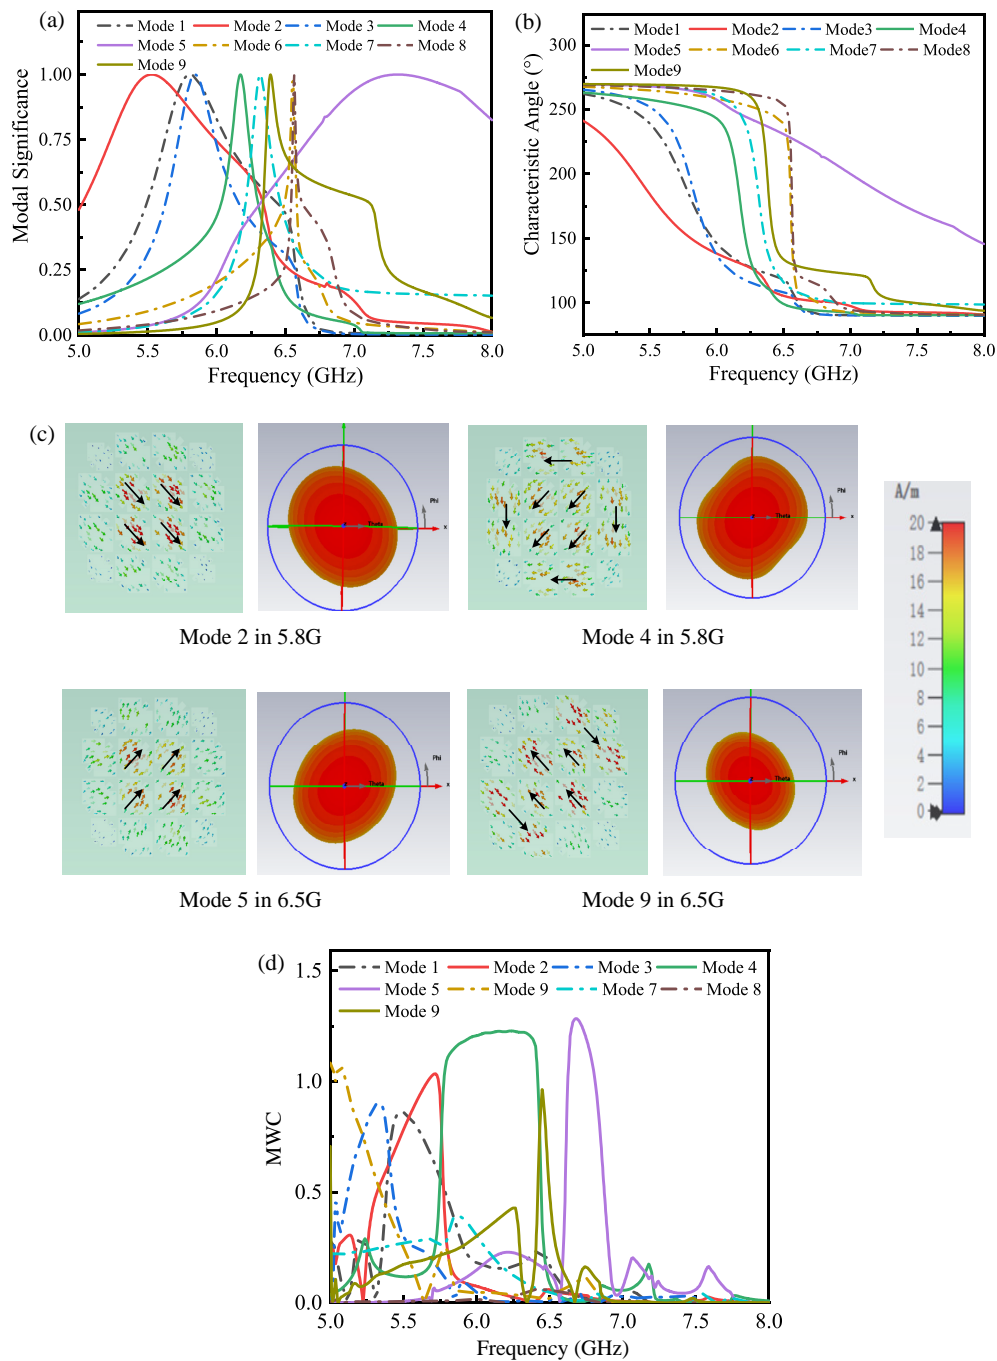 (a)
Mode 1 Mode 2 Mode 3 Mode 4
Mode 5 Mode 6 Mode 7 Mode 8
Mode 9
1.00
0.75
0.50
0.25
0.00
Modal Significance
5.0 5.5 6.0 6.5 7.0 7.5 8.0
Frequency (GHz)
(b)
Mode1 Mode2 Mode3 Mode4
Mode5 Mode6 Mode7 Mode8
Mode9
300
250
200
150
100
Characteristic Angle (°)
5.0 5.5 6.0 6.5 7.0 7.5 8.0
Frequency (GHz)
(c)
Phi
Theta
x
Phi
Theta
x
Mode 2 in 5.8G
Mode 4 in 5.8G
Phi
Theta
x
Phi
Theta
x
Mode 5 in 6.5G
Mode 9 in 6.5G
A/m
20
18
16
14
12
10
8
6
4
2
0
(d)
Mode 1 Mode 2 Mode 3 Mode 4
Mode 5 Mode 9 Mode 7 Mode 8
Mode 9
1.5
1.0
0.5
0.0
MWC
5.0 5.5 6.0 6.5 7.0 7.5 8.0
Frequency (GHz)